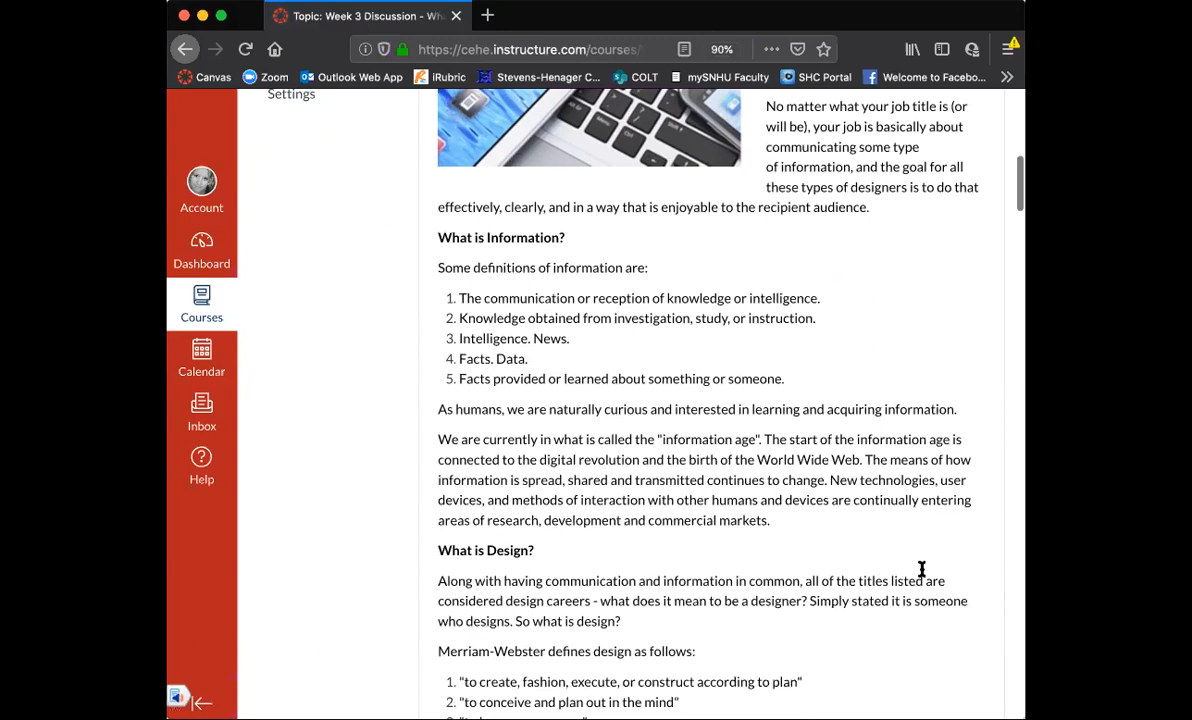 Topic: Week 3 Discussion - Wh
https://cehe.instructure.com/courses/
90%
Canvas
Zoom
Outlook Web App
iRubric
Stevens-Henager C...
COLT
mySNHU Faculty
SHC Portal
Welcome to Facebo...
Settings
Account
Dashboard
Courses
Calendar
Inbox
Help
No matter what your job title is (or
will be), your job is basically about
communicating some type
of information, and the goal for all
these types of designers is to do that
effectively, clearly, and in a way that is enjoyable to the recipient audience.
What is Information?
Some definitions of information are:
1. The communication or reception of knowledge or intelligence.
2. Knowledge obtained from investigation, study, or instruction.
3. Intelligence. News.
4. Facts. Data.
5. Facts provided or learned about something or someone.
As humans, we are naturally curious and interested in learning and acquiring information.
We are currently in what is called the "information age". The start of the information age is
connected to the digital revolution and the birth of the World Wide Web. The means of how
information is spread, shared and transmitted continues to change. New technologies, user
devices, and methods of interaction with other humans and devices are continually entering
areas of research, development and commercial markets.
What is Design?
Along with having communication and information in common, all of the titles listed are
considered design careers - what does it mean to be a designer? Simply stated it is someone
who designs. So what is design?
Merriam-Webster defines design as follows:
1. "to create, fashion, execute, or construct according to plan"
2. "to conceive and plan out in the mind"